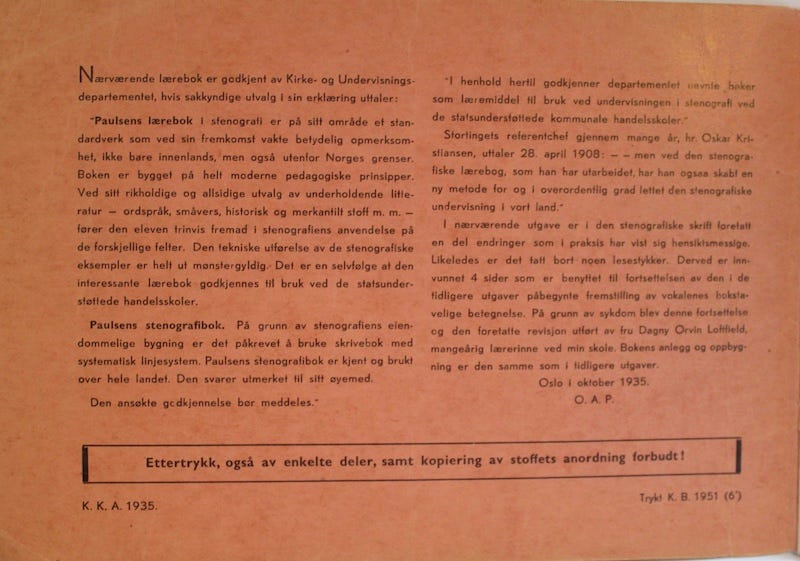 Nærværende lærebok er godkjent av Kirke- og Undervisnings-
departementet, hvis sakkyndige utvalg i sin erklæring uttaler:
"Paulsens lærebok i stenografi er på sitt område et stan-
dardverk som ved sin fremkomst vakte betydelig opmerksom-
het, ikke bare innenlands, men også utenfor Norges grenser.
Boken er bygget på helt moderne pedagogiske prinsipper.
Ved sitt rikholdige og allsidige utvalg av underholdende litte-
ratur — ordspråk, småvers, historisk og merkantilt stoff m. m. —
fører den eleven trinvis fremad i stenografiens anvendelse på
de forskjellige felter. Den tekniske utførelse av de stenografiske
eksempler er helt ut mønstergyldig. Det er en selvfølge at den
interessante lærebok godkjennes til bruk ved de statsunder-
støttede handelsskoler.
Paulsens stenografibok. På grunn av stenografiens eien-
dommelige bygning er det påkrevet å bruke skrivebok med
systematisk linjesystem. Paulsens stenografibok er kjent og brukt
over hele landet. Den svarer utmerket til sitt øyemed.
Den ansøkte godkjennelse bør meddeles."
"I henhold hertil godkjenner departementet nevnte bøker
som læremiddel til bruk ved undervisningen i stenografi ved
de statsunderstøttede kommunale handelsskoler."
Stortingets referentchef gjennem mange år, hr. Oskar Kri-
stiansen, uttaler 28. april 1908: — — men ved den stenogra-
fiske lærebog, som han har utarbeidet, har han ogsaa skabt en
ny metode for og i overordentlig grad lettet den stenografiske
undervisning i vort land."
I nærværende utgave er i den stenografiske skrift foretatt
en del endringer som i praksis har vist sig hensiktsmessige.
Likeledes er det tatt bort noen lesestykker. Derved er inn-
vunnet 4 sider som er benyttet til fortsettelsen av den i de
tidligere utgaver påbegynte fremstilling av vokalenes boksta-
velige betegnelse. På grunn av sykdom blev denne fortsettelse
og den foretatte revisjon utført av fru Dagny Orvin Loftfield,
mangeårig lærerinne ved min skole. Bokens anlegg og oppbyg-
ning er den samme som i tidligere utgaver.
Oslo i oktober 1935.
O. A. P.
Ettertrykk, også av enkelte deler, samt kopiering av stoffets anordning forbudt!
K. K. A. 1935.
Trykt K. B. 1951 (6')